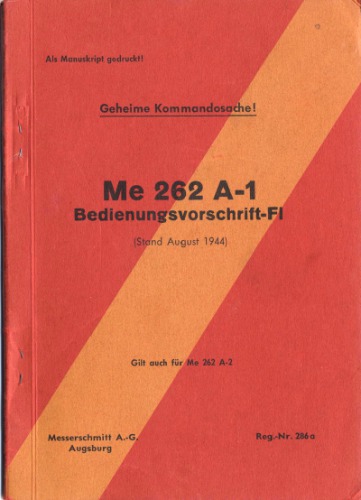 Als Manuskript gedruckt!
Geheime Kommandosache!
Me 262 A-1
Bedienungsvorschrift-Fl
(Stand August 1944)
Gilt auch für Me 262 A-2
Messerschmitt A.-G.
Augsburg
Reg.-Nr. 286a